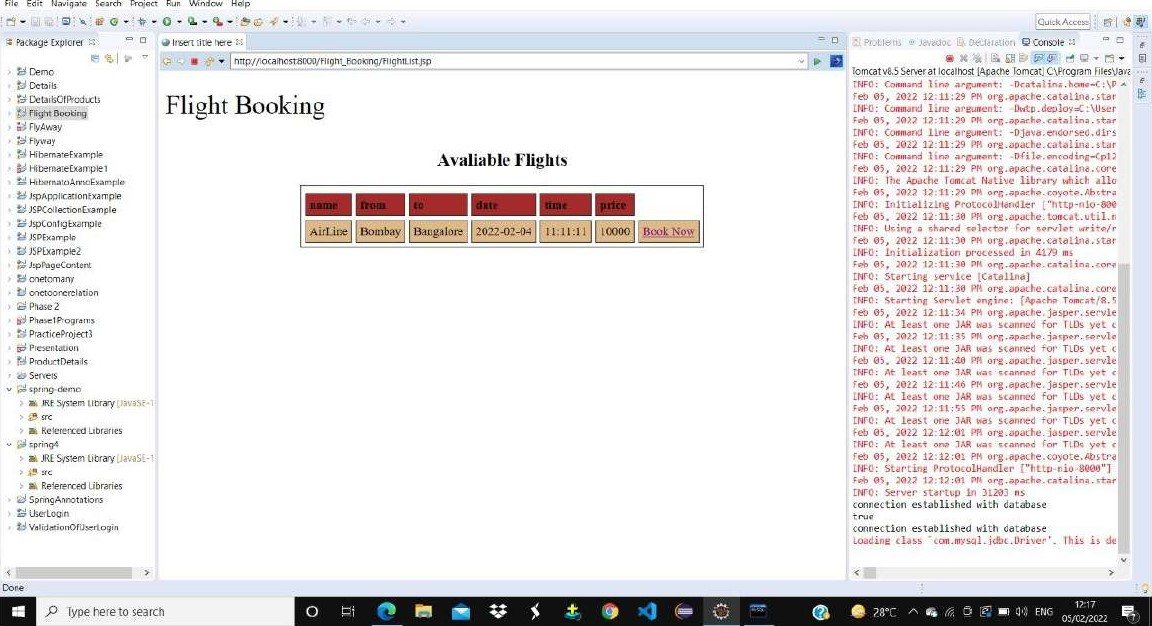 File Edit Navigate Search Project Run Window Help
Quick Access
Package Explorer
Demo
Details
DetailsOfProducts
Flight Booking
FlyAway
Flyway
HibernateExample
HibernateExample1
HibernatoAnnoExample
JspApplicationExample
JSPCollectionExample
JspConfigExample
JSPExample
JSPExample2
JspPageContent
onetomany
onetoonerelation
Phase 2
Phase1Programs
PracticeProject3
Presentation
ProductDetails
Servers
spring-demo
JRE System Library [JavaSE-1
src
Referenced Libraries
spring4
JRE System Library [JavaSE-1
src
Referenced Libraries
SpringAnnotations
UserLogin
ValidationOfUserLogin
Done
Insert title here
http://localhost:8000/Flight_Booking/FlightList.jsp
Flight Booking
Avaliable Flights
name from to date time price
AirLine Bombay Bangalore 2022-02-04 11:11:11 10000 Book Now
Problems Javadoc Declaration Console
Tomcat v8.5 Server at localhost [Apache Tomcat] C:\Program Files\Java
INFO: Command line argument: -Dcatalina.home=C:\P
Feb 05, 2022 12:11:29 PM org.apache.catalina.star
INFO: Command line argument: -Dwtp.deploy=C:\User
Feb 05, 2022 12:11:29 PM org.apache.catalina.star
INFO: Command line argument: -Djava.endorsed.dirs
Feb 05, 2022 12:11:29 PM org.apache.catalina.star
INFO: Command line argument: -Dfile.encoding=Cp12
Feb 05, 2022 12:11:29 PM org.apache.catalina.core
INFO: The Apache Tomcat Native library which allo
Feb 05, 2022 12:11:29 PM org.apache.coyote.Abstra
INFO: Initializing ProtocolHandler ["http-nio-800
Feb 05, 2022 12:11:30 PM org.apache.tomcat.util.n
INFO: Using a shared selector for servlet write/r
Feb 05, 2022 12:11:30 PM org.apache.catalina.star
INFO: Initialization processed in 4179 ms
Feb 05, 2022 12:11:30 PM org.apache.catalina.core
INFO: Starting service [Catalina]
Feb 05, 2022 12:11:30 PM org.apache.catalina.core
INFO: Starting Servlet engine: [Apache Tomcat/8.5
Feb 05, 2022 12:11:34 PM org.apache.jasper.servle
INFO: At least one JAR was scanned for TLDs yet c
Feb 05, 2022 12:11:35 PM org.apache.jasper.servle
INFO: At least one JAR was scanned for TLDs yet c
Feb 05, 2022 12:11:40 PM org.apache.jasper.servle
INFO: At least one JAR was scanned for TLDs yet c
Feb 05, 2022 12:11:46 PM org.apache.jasper.servle
INFO: At least one JAR was scanned for TLDs yet c
Feb 05, 2022 12:11:55 PM org.apache.jasper.servle
INFO: At least one JAR was scanned for TLDs yet c
Feb 05, 2022 12:12:01 PM org.apache.jasper.servle
INFO: At least one JAR was scanned for TLDs yet c
Feb 05, 2022 12:12:01 PM org.apache.coyote.Abstra
INFO: Starting ProtocolHandler ["http-nio-8000"]
Feb 05, 2022 12:12:01 PM org.apache.catalina.star
INFO: Server startup in 31203 ms
connection established with database
true
connection established with database
Loading class `com.mysql.jdbc.Driver'. This is de
Type here to search
28°C
ENG
12:17
05/02/2022